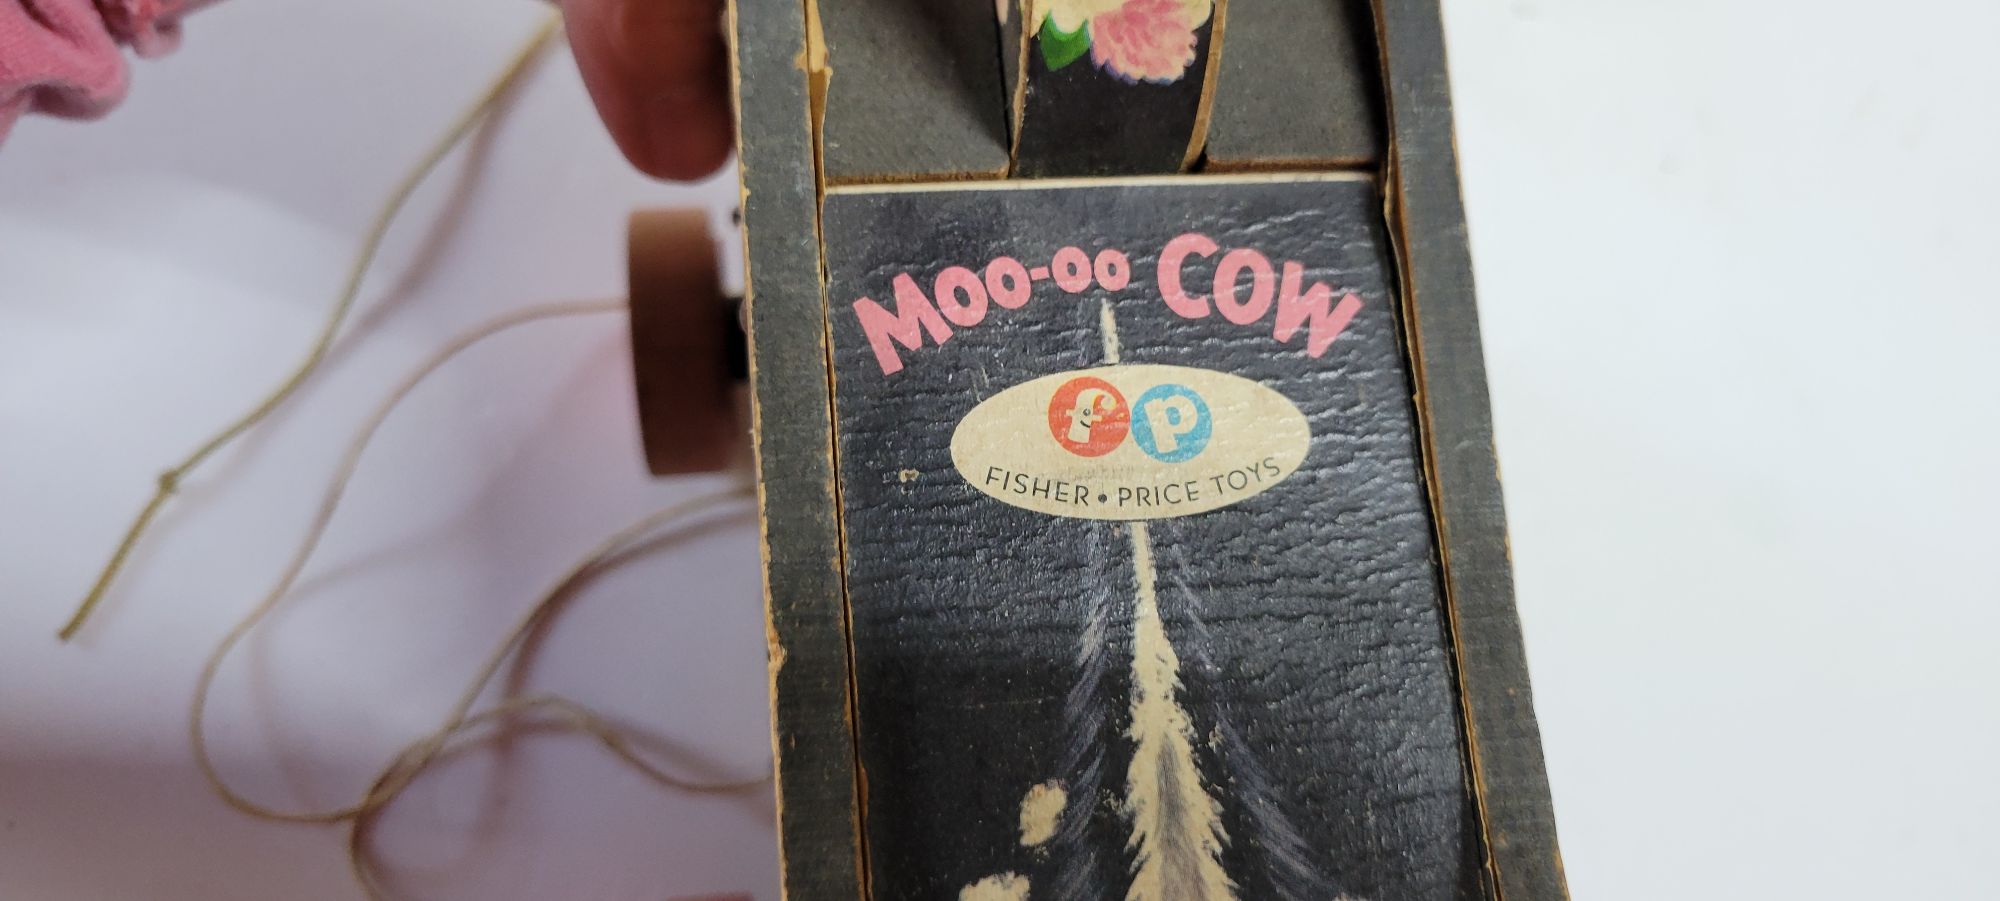 Moo-oo COW
fp
FISHER • PRICE TOYS